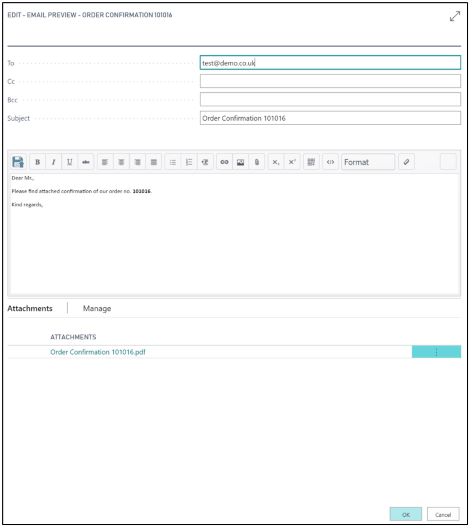 EDIT - EMAIL PREVIEW - ORDER CONFIRMATION 101016
To test@demo.co.uk
Cc
Bcc
Subject Order Confirmation 101016
B I U abc x₂ x² Format
Dear Mr.,
Please find attached confirmation of our order no. 101016.
Kind regards,
Attachments Manage
ATTACHMENTS
Order Confirmation 101016.pdf
OK Cancel